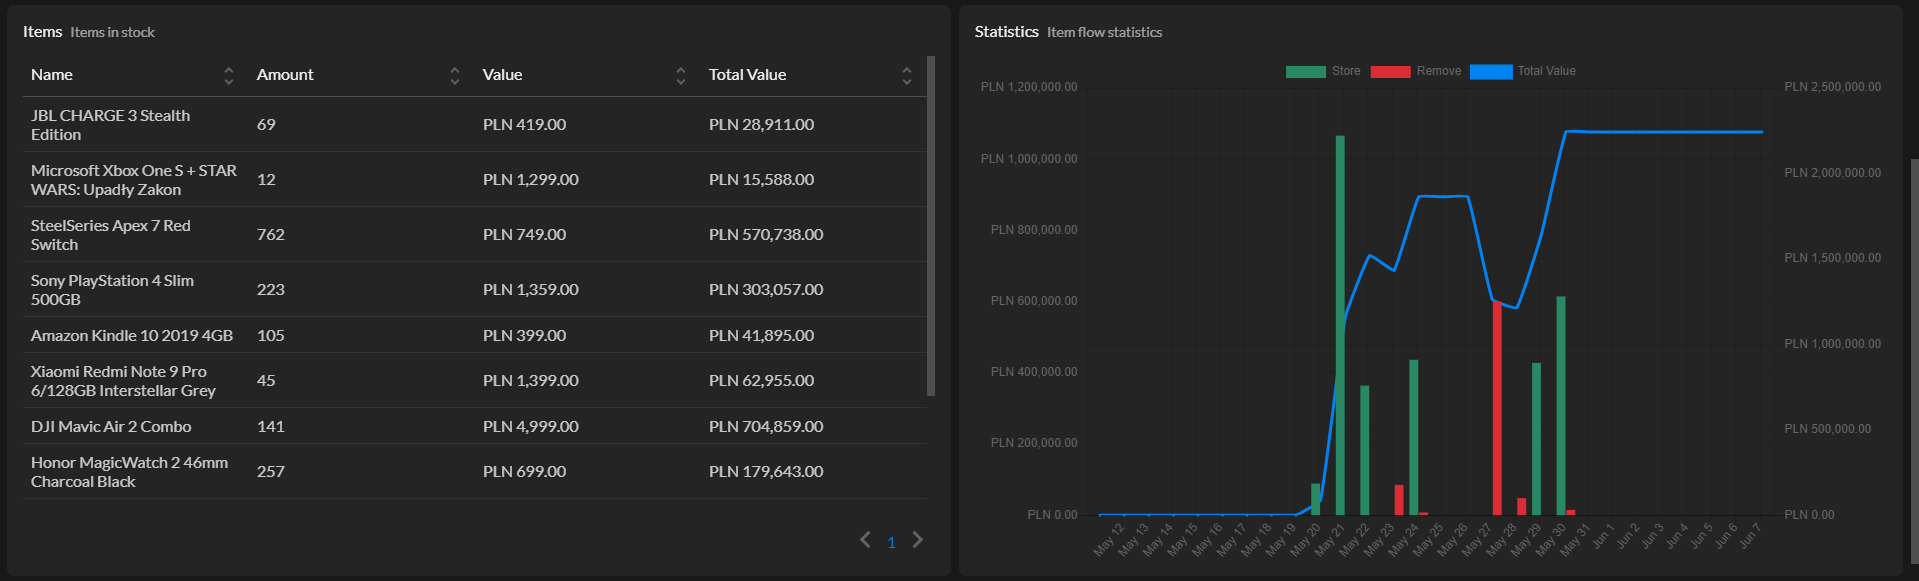 Items Items in stock
Name Amount Value Total Value
JBL CHARGE 3 Stealth
Edition
69 PLN 419.00 PLN 28,911.00
Microsoft Xbox One S + STAR
WARS: Upadły Zakon
12 PLN 1,299.00 PLN 15,588.00
SteelSeries Apex 7 Red
Switch
762 PLN 749.00 PLN 570,738.00
Sony PlayStation 4 Slim
500GB
223 PLN 1,359.00 PLN 303,057.00
Amazon Kindle 10 2019 4GB 105 PLN 399.00 PLN 41,895.00
Xiaomi Redmi Note 9 Pro
6/128GB Interstellar Grey
45 PLN 1,399.00 PLN 62,955.00
DJI Mavic Air 2 Combo 141 PLN 4,999.00 PLN 704,859.00
Honor MagicWatch 2 46mm
Charcoal Black
257 PLN 699.00 PLN 179,643.00
1
Statistics Item flow statistics
Store Remove Total Value
PLN 1,200,000.00
PLN 1,000,000.00
PLN 800,000.00
PLN 600,000.00
PLN 400,000.00
PLN 200,000.00
PLN 0.00
PLN 2,500,000.00
PLN 2,000,000.00
PLN 1,500,000.00
PLN 1,000,000.00
PLN 500,000.00
PLN 0.00
May 12
May 13
May 14
May 15
May 16
May 17
May 18
May 19
May 20
May 21
May 22
May 23
May 24
May 25
May 26
May 27
May 28
May 29
May 30
May 31
Jun 1
Jun 2
Jun 3
Jun 4
Jun 5
Jun 6
Jun 7